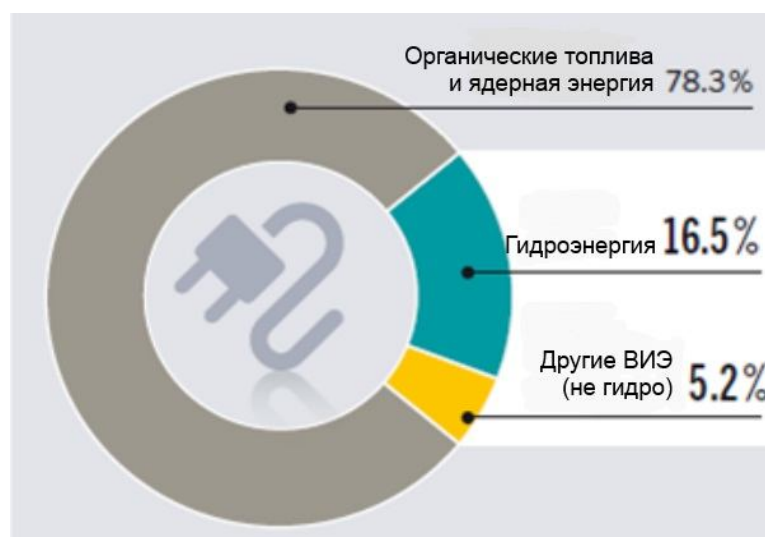 Органические топлива
и ядерная энергия 78.3%
Гидроэнергия 16.5%
Другие ВИЭ
(не гидро) 5.2%